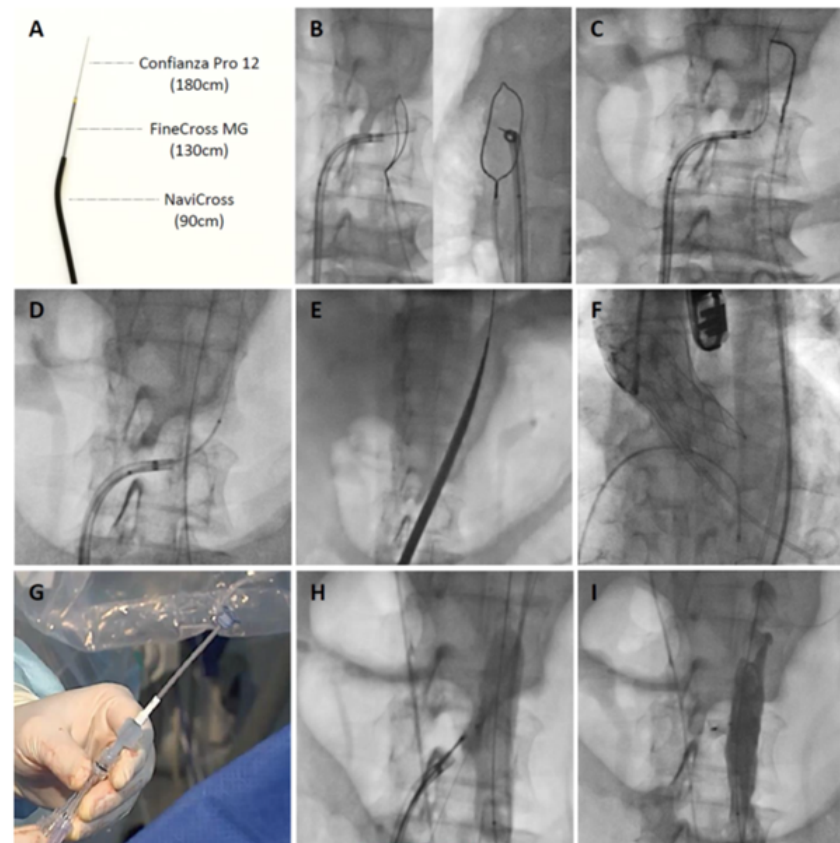 A
Confianza Pro 12
(180cm)
FineCross MG
(130cm)
NaviCross
(90cm)
B
C
D
E
F
G
H
I